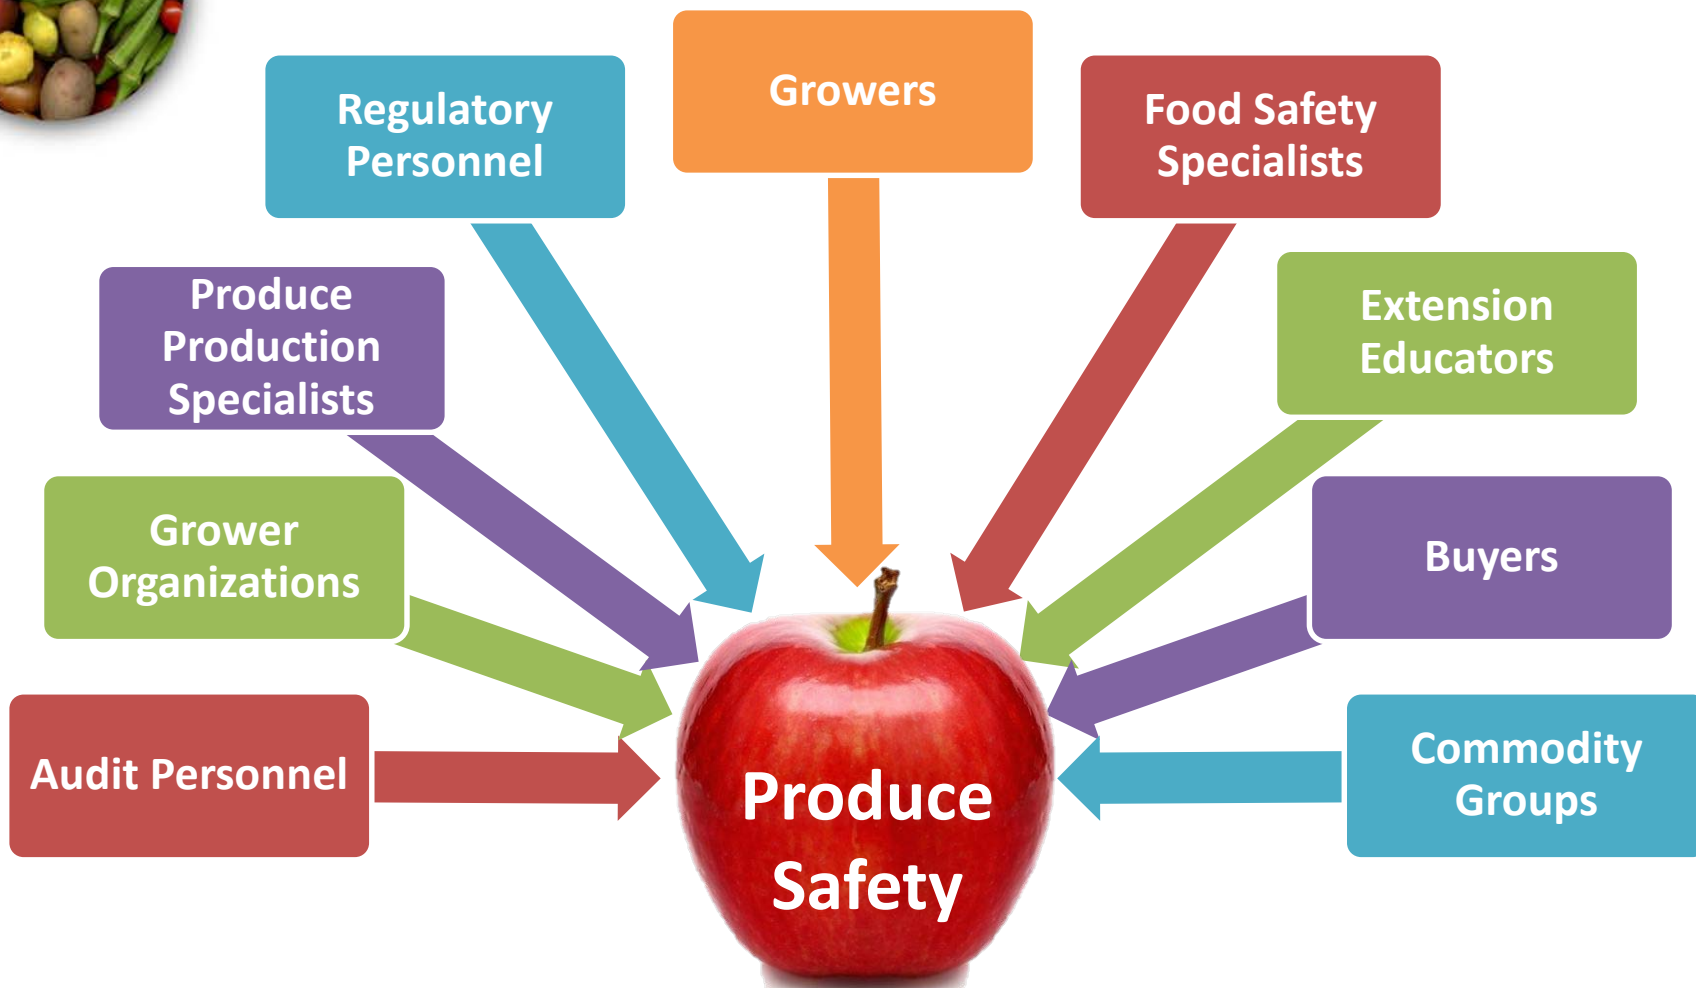 Growers
Regulatory
Personnel
Food Safety
Specialists
Produce
Production
Specialists
Extension
Educators
Grower
Organizations
Buyers
Audit Personnel
Commodity
Groups
Produce
Safety